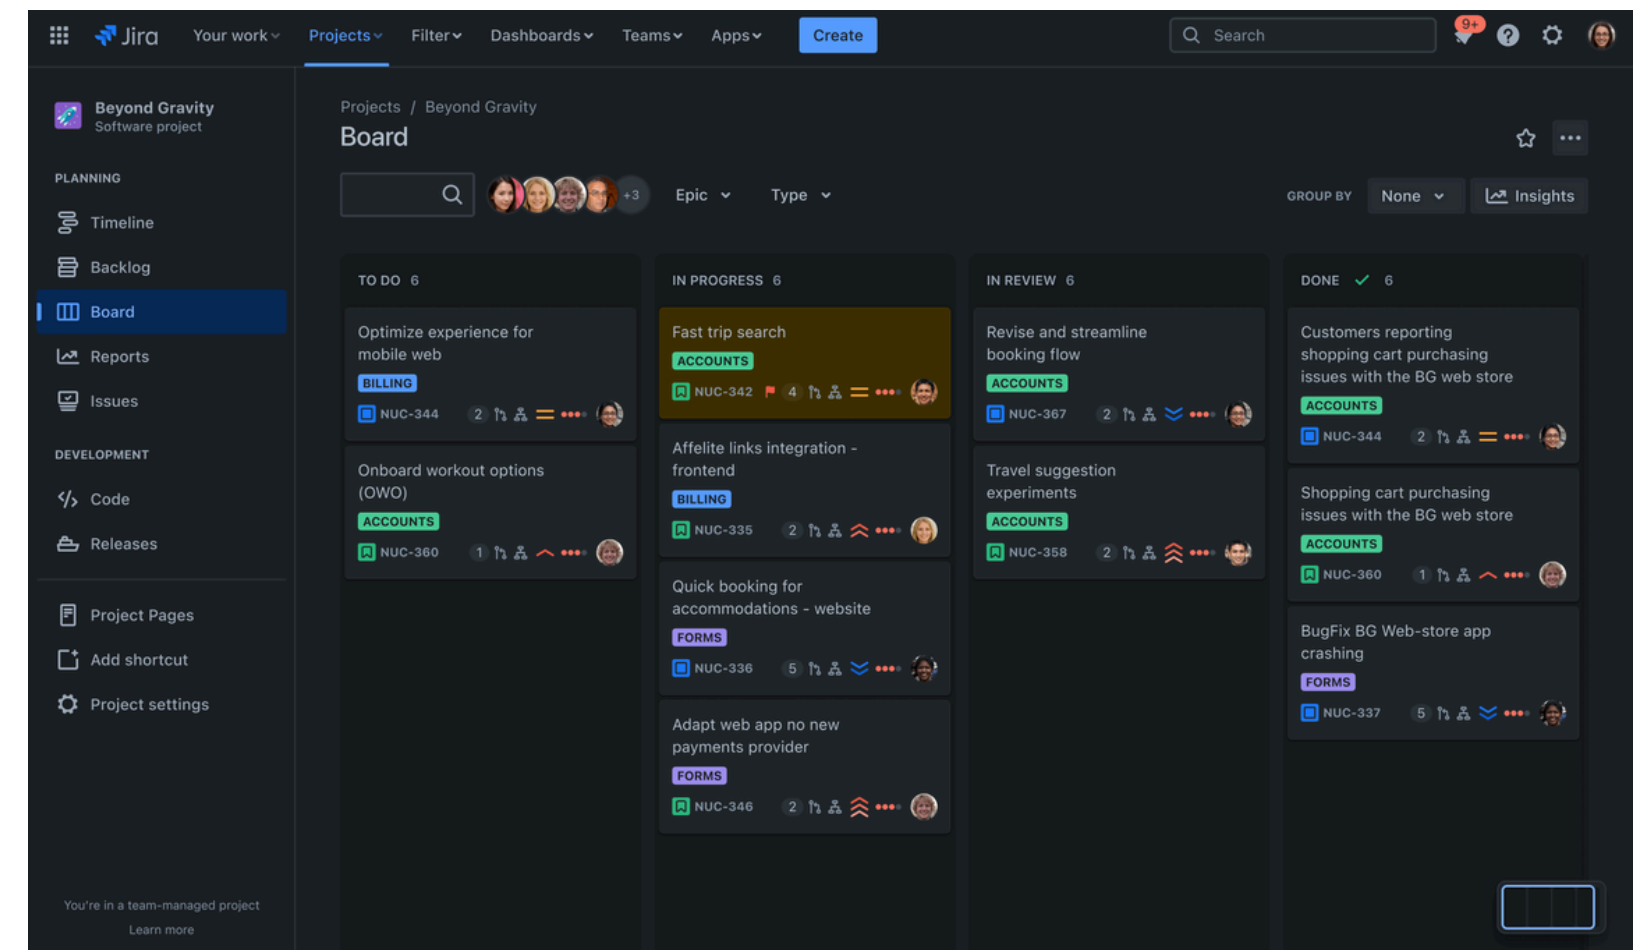 Jira
Your work
Projects
Filter
Dashboards
Teams
Apps
Create
Search
9+
Beyond Gravity
Software project
PLANNING
Timeline
Backlog
Board
Reports
Issues
DEVELOPMENT
Code
Releases
Project Pages
Add shortcut
Project settings
You're in a team-managed project
Learn more
Projects / Beyond Gravity
Board
+3
Epic
Type
GROUP BY
None
Insights
TO DO 6
Optimize experience for
mobile web
BILLING
NUC-344 2
Onboard workout options
(OWO)
ACCOUNTS
NUC-360 1
IN PROGRESS 6
Fast trip search
ACCOUNTS
NUC-342 4
Affelite links integration -
frontend
BILLING
NUC-335 2
Quick booking for
accommodations - website
FORMS
NUC-336 5
Adapt web app no new
payments provider
FORMS
NUC-346 2
IN REVIEW 6
Revise and streamline
booking flow
ACCOUNTS
NUC-367 2
Travel suggestion
experiments
ACCOUNTS
NUC-358 2
DONE 6
Customers reporting
shopping cart purchasing
issues with the BG web store
ACCOUNTS
NUC-344 2
Shopping cart purchasing
issues with the BG web store
ACCOUNTS
NUC-360 1
BugFix BG Web-store app
crashing
FORMS
NUC-337 5